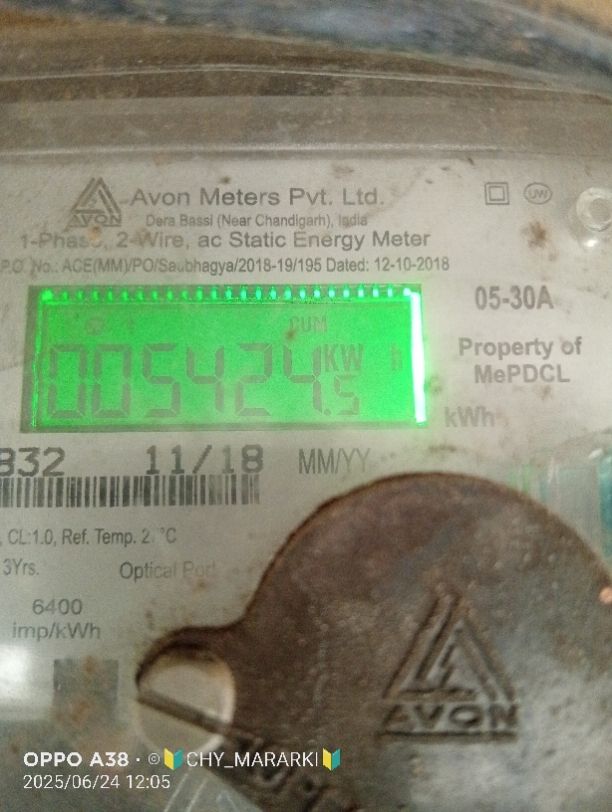 Avon Meters Pvt. Ltd.
AVON
Dera Bassi (Near Chandigarh), India
1-Phase, 2-Wire, ac Static Energy Meter
P.O. No.: ACE(MM)/PO/Saubhagya/2018-19/195 Dated: 12-10-2018
UW
05-30A
CUM
005424.5 KW h
Property of
MePDCL
kWh
832 11/18 MM/YY
, CL:1.0, Ref. Temp. 2 °C
3Yrs. Optical Port
6400
imp/kWh
AVON
OPPO A38 · ©🔰CHY_MARARKI🔰
2025/06/24 12:05